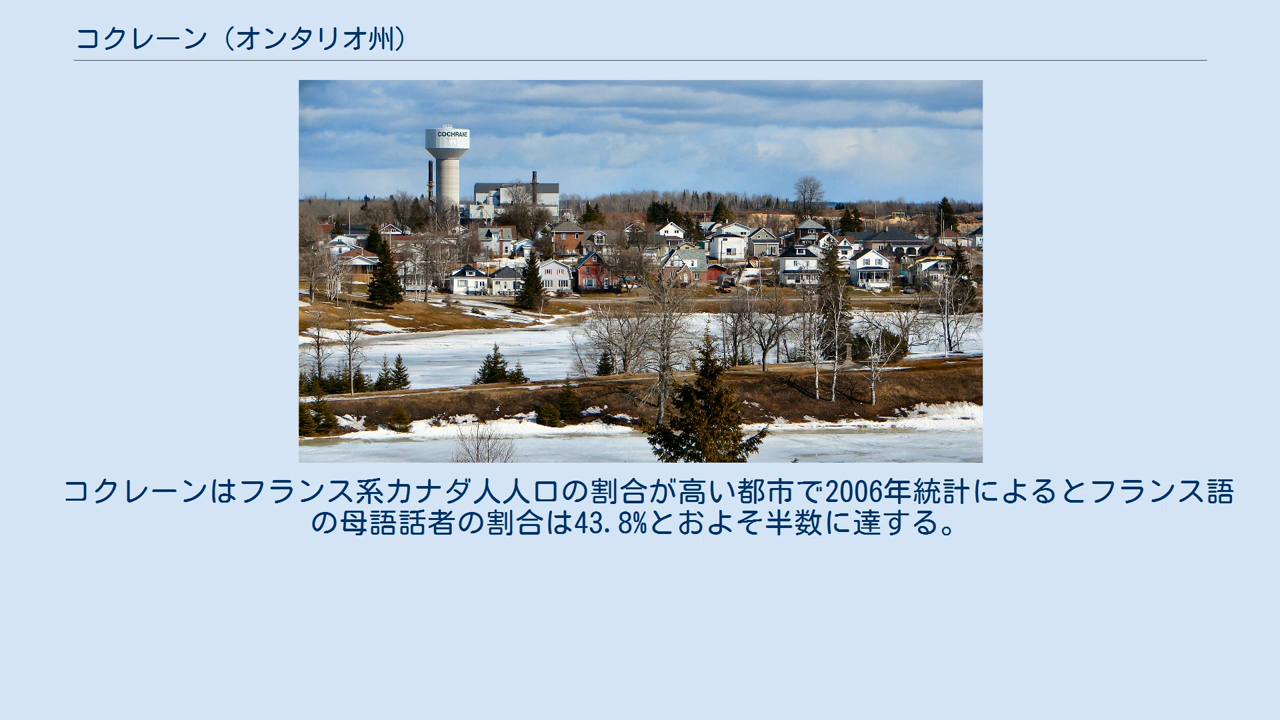 コクレーン（オンタリオ州）
COCHRANE
コクレーンはフランス系カナダ人人口の割合が高い都市で2006年統計によるとフランス語
の母語話者の割合は43.8%とおよそ半数に達する。